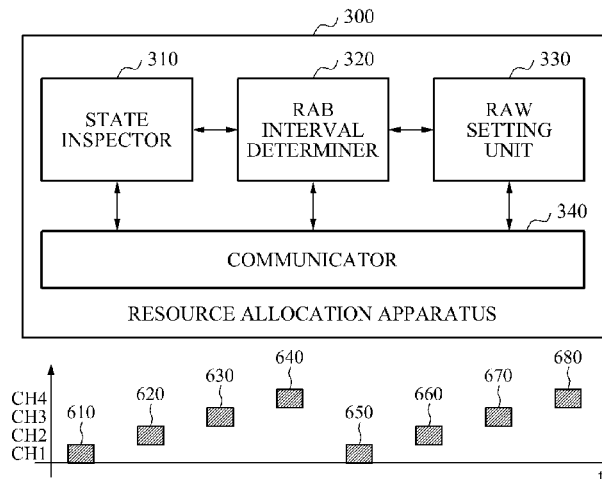 300
310
320
330
STATE
INSPECTOR
RAB
INTERVAL
DETERMINER
RAW
SETTING
UNIT
340
COMMUNICATOR
RESOURCE ALLOCATION APPARATUS
CH4
CH3
CH2
CH1
610
620
630
640
650
660
670
680
t